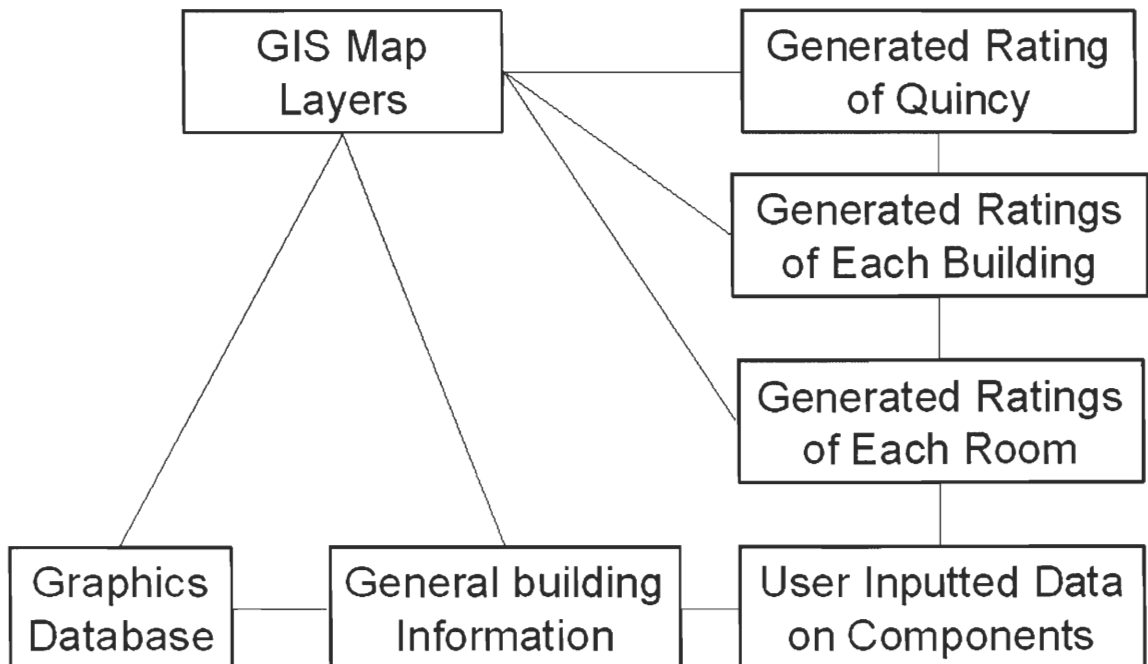 GIS Map
Layers
Generated Rating
of Quincy
Generated Ratings
of Each Building
Generated Ratings
of Each Room
Graphics
Database
General building
Information
User Inputted Data
on Components